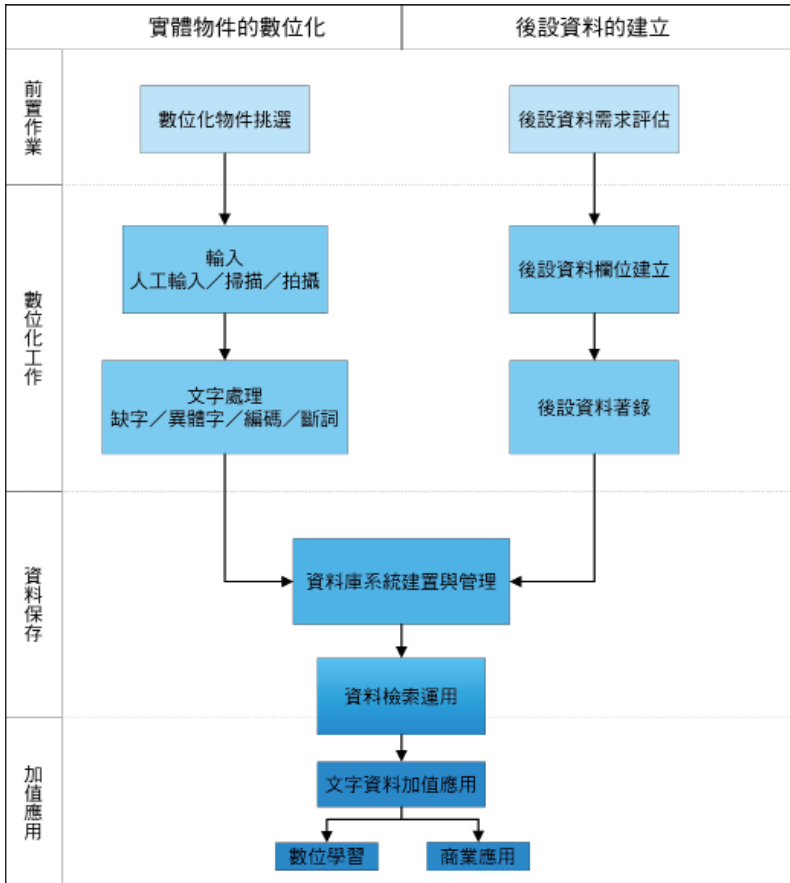 實體物件的數位化
後設資料的建立
前置作業
數位化物件挑選
後設資料需求評估
數位化工作
輸入
人工輸入／掃描／拍攝
後設資料欄位建立
文字處理
缺字／異體字／編碼／斷詞
後設資料著錄
資料保存
資料庫系統建置與管理
資料檢索運用
加值應用
文字資料加值應用
數位學習
商業應用